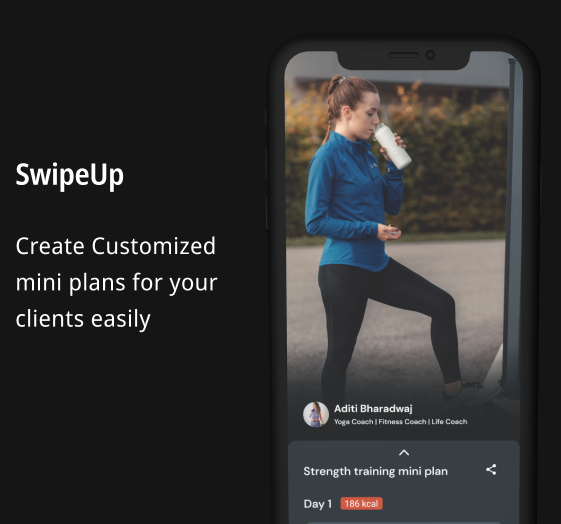 SwipeUp
Create Customized
mini plans for your
clients easily
Aditi Bharadwaj
Yoga Coach | Fitness Coach | Life Coach
Strength training mini plan
Day 1 186 kcal